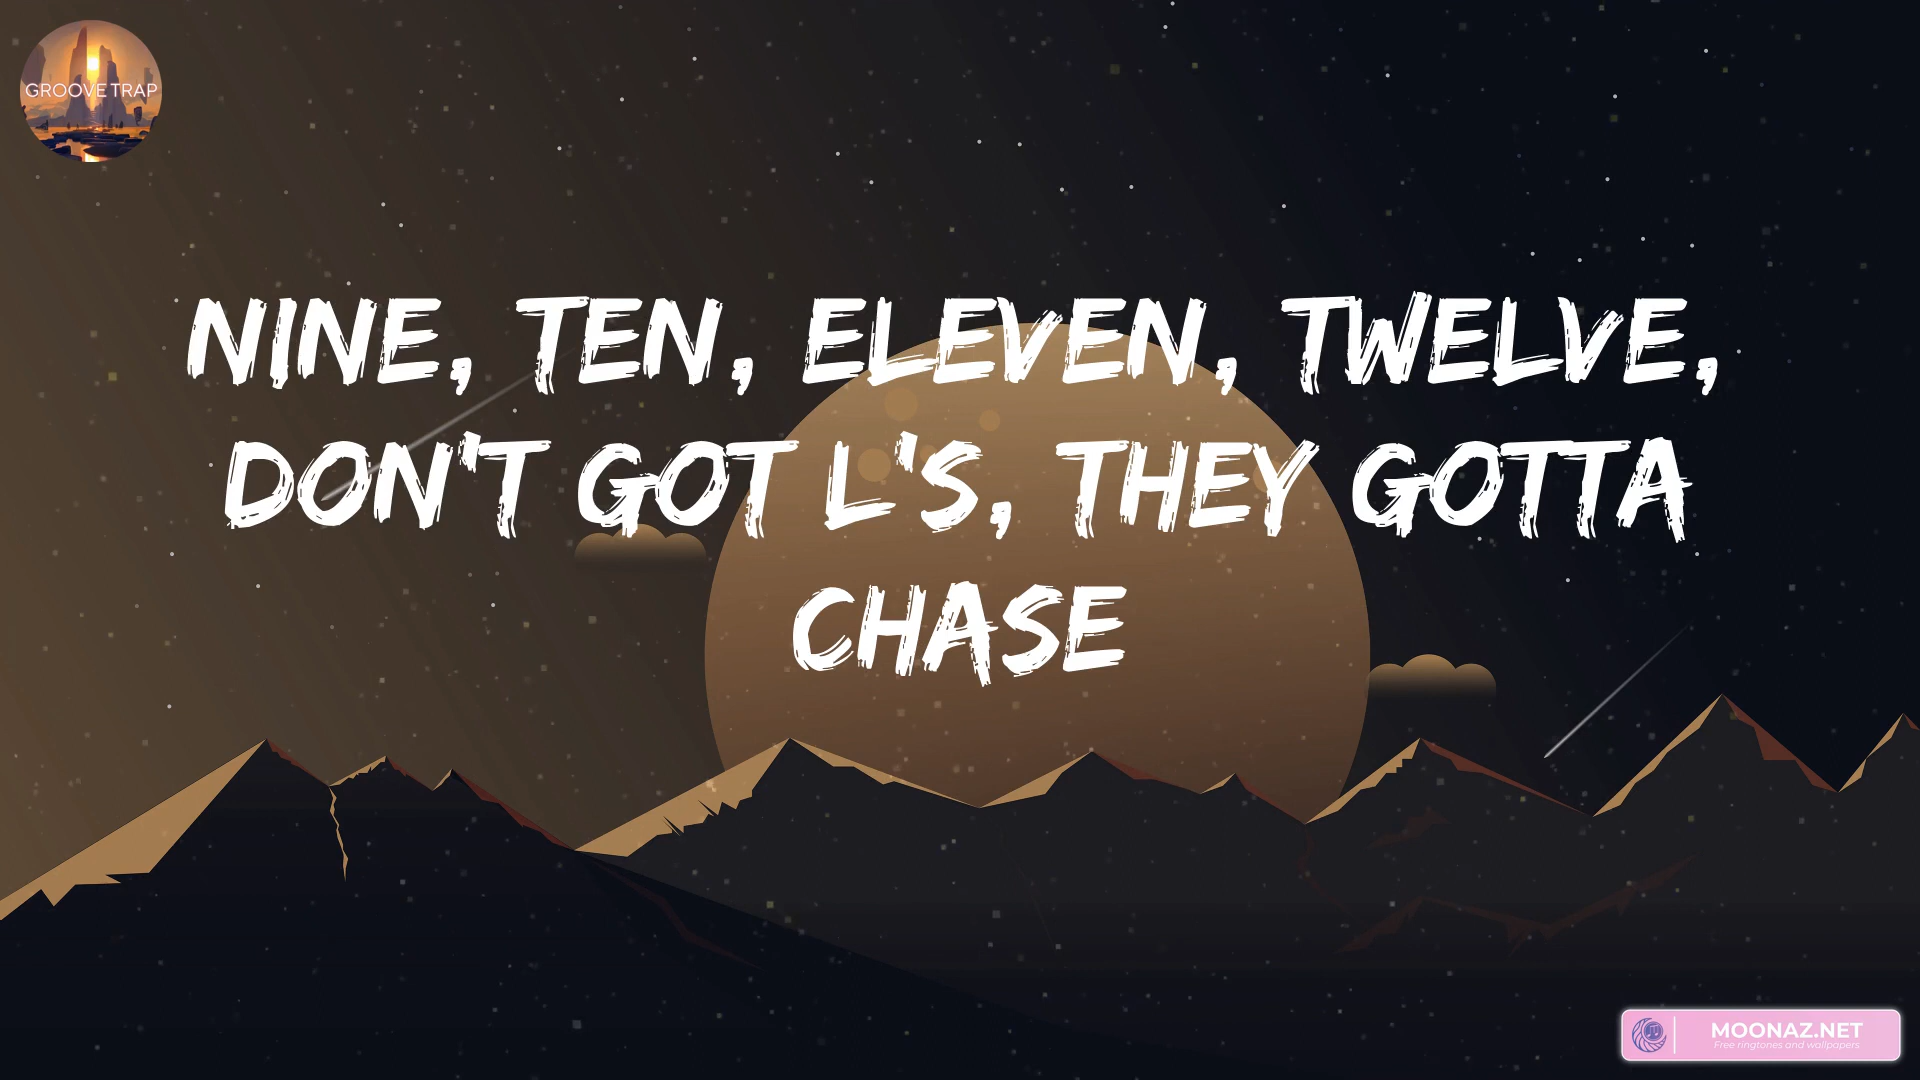 GROOVE TRAP
NINE, TEN, ELEVEN, TWELVE,
DON'T GOT L'S, THEY GOTTA
CHASE
MOONAZ.NET
Free ringtones and wallpapers